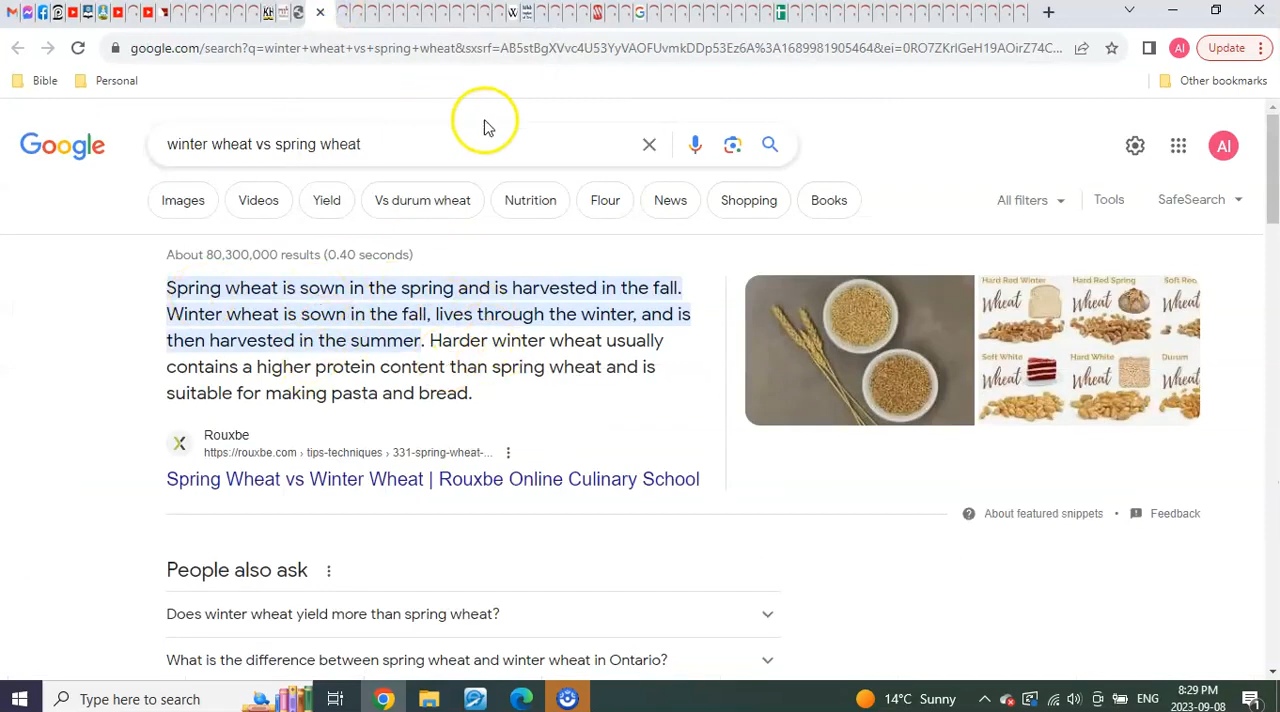 google.com/search?q=winter+wheat+vs+spring+wheat&sxsrf=AB5stBgXVvc4U53YyVAOFUvmkDDp53Ez6A%3A1689981905464&ei=0RO7ZKrlGeH19AOirZ74ZC...
AI
Update
Bible
Personal
Other bookmarks
Google
winter wheat vs spring wheat
AI
Images
Videos
Yield
Vs durum wheat
Nutrition
Flour
News
Shopping
Books
All filters
Tools
SafeSearch
About 80,300,000 results (0.40 seconds)
Spring wheat is sown in the spring and is harvested in the fall.
Winter wheat is sown in the fall, lives through the winter, and is
then harvested in the summer. Harder winter wheat usually
contains a higher protein content than spring wheat and is
suitable for making pasta and bread.
Hard Red Winter
Wheat
Hard Red Spring
Wheat
Soft Red
Soft White
Wheat
Hard White
Wheat
Durum
Rouxbe
https://rouxbe.com › tips-techniques › 331-spring-wheat-...
Spring Wheat vs Winter Wheat | Rouxbe Online Culinary School
About featured snippets
•
Feedback
People also ask
Does winter wheat yield more than spring wheat?
What is the difference between spring wheat and winter wheat in Ontario?
Type here to search
14°C Sunny
ENG
8:29 PM
2023-09-08